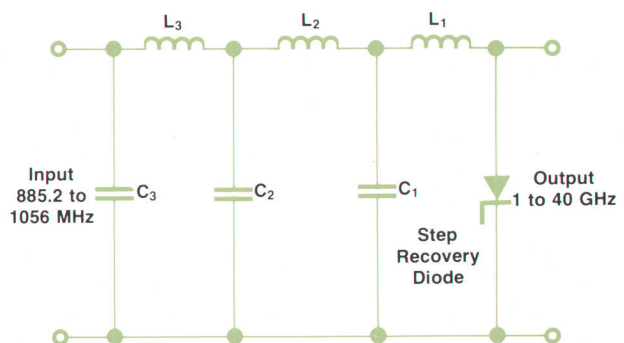 L3
L2
L1
Input
885.2 to
1056 MHz
C3
C2
C1
Step
Recovery
Diode
Output
1 to 40 GHz